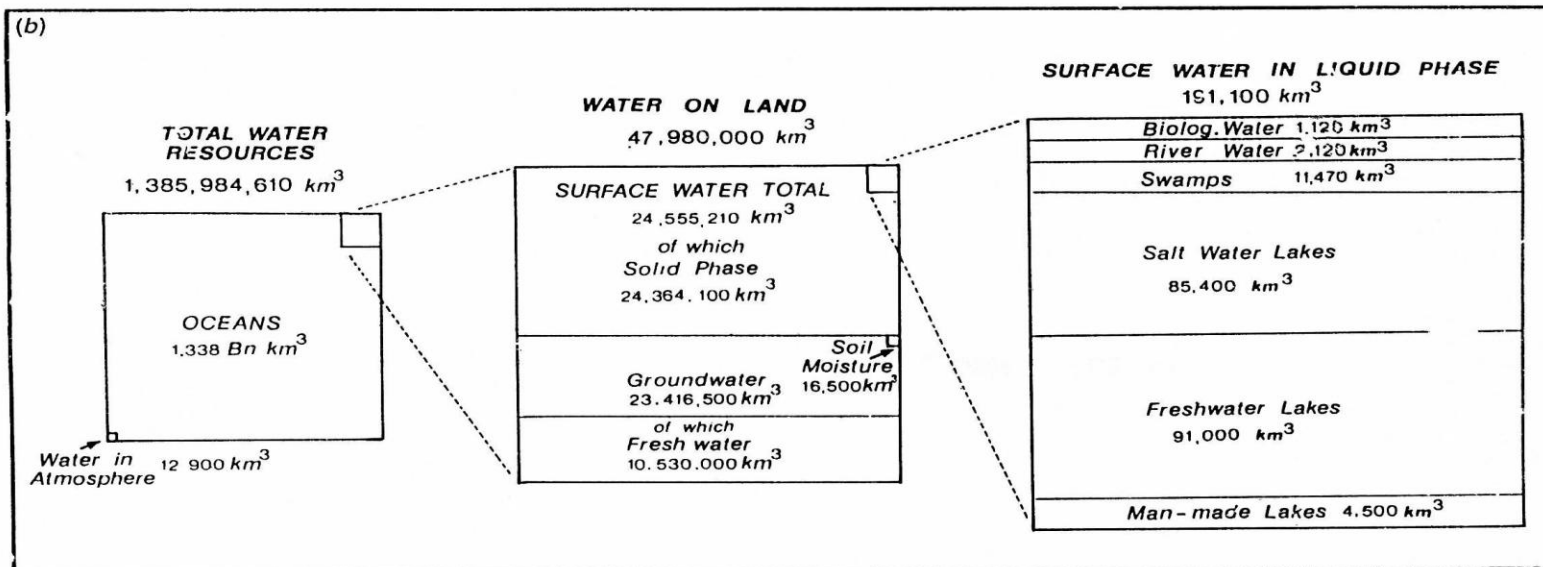 (b)
TOTAL WATER
RESOURCES
1,385,984,610 km³
OCEANS
1.338 Bn km³
Water in
Atmosphere
12 900 km³
WATER ON LAND
47,980,000 km³
SURFACE WATER TOTAL
24,555,210 km³
of which
Solid Phase
24,364.100 km³
Soil
Moisture
16,500km³
Groundwater
23.416,500 km³
of which
Fresh water
10.530.000 km³
SURFACE WATER IN LIQUID PHASE
191,100 km³
Biolog. Water 1,120 km³
River Water 2,120km³
Swamps 11,470 km³
Salt Water Lakes
85,400 km³
Freshwater Lakes
91,000 km³
Man-made Lakes 4,500 km³